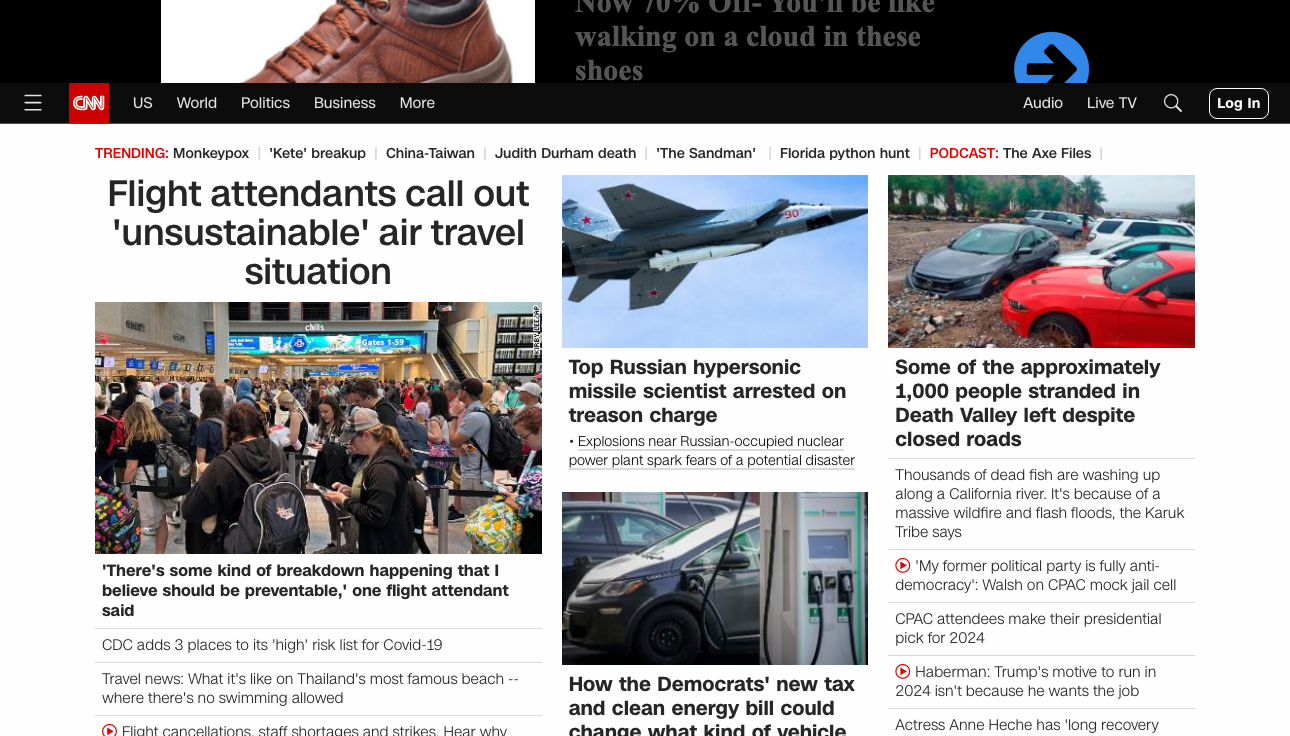 Now 70% Off- You'll be like
walking on a cloud in these
shoes
CNN
US
World
Politics
Business
More
Audio
Live TV
Log In
TRENDING: Monkeypox | 'Kete' breakup | China-Taiwan | Judith Durham death | 'The Sandman' | Florida python hunt | PODCAST: The Axe Files |
Flight attendants call out
'unsustainable' air travel
situation
chilis
Gates 1-59
'There's some kind of breakdown happening that I
believe should be preventable,' one flight attendant
said
CDC adds 3 places to its 'high' risk list for Covid-19
Travel news: What it's like on Thailand's most famous beach --
where there's no swimming allowed
Flight cancellations, staff shortages and strikes. Hear why
90
Top Russian hypersonic
missile scientist arrested on
treason charge
• Explosions near Russian-occupied nuclear
power plant spark fears of a potential disaster
How the Democrats' new tax
and clean energy bill could
change what kind of vehicle
Some of the approximately
1,000 people stranded in
Death Valley left despite
closed roads
Thousands of dead fish are washing up
along a California river. It's because of a
massive wildfire and flash floods, the Karuk
Tribe says
'My former political party is fully anti-
democracy': Walsh on CPAC mock jail cell
CPAC attendees make their presidential
pick for 2024
Haberman: Trump's motive to run in
2024 isn't because he wants the job
Actress Anne Heche has 'long recovery